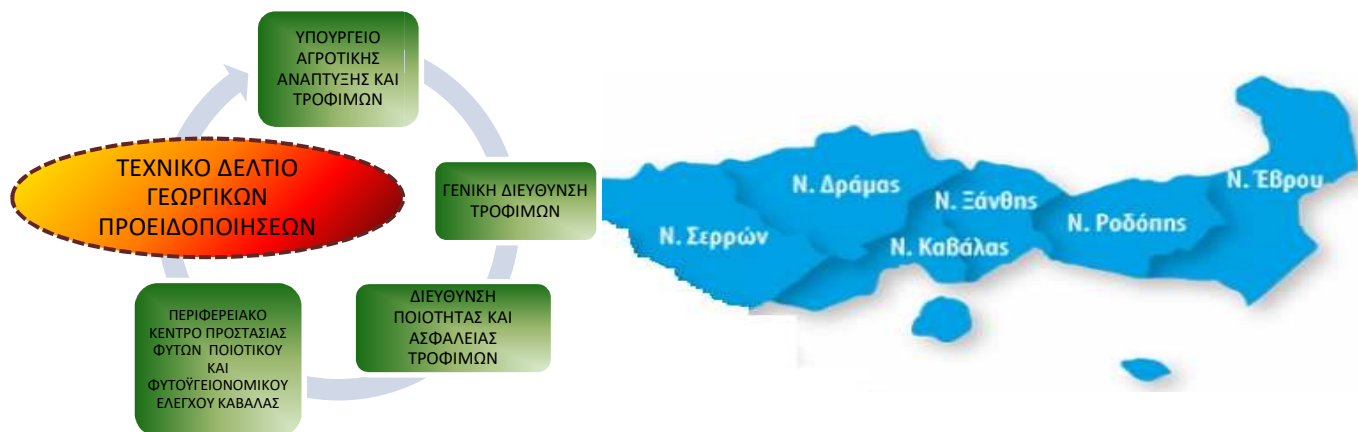 ΥΠΟΥΡΓΕΙΟ
ΑΓΡΟΤΙΚΗΣ
ΑΝΑΠΤΥΞΗΣ ΚΑΙ
ΤΡΟΦΙΜΩΝ
ΓΕΝΙΚΗ ΔΙΕΥΘΥΝΣΗ
ΤΡΟΦΙΜΩΝ
ΔΙΕΥΘΥΝΣΗ
ΠΟΙΟΤΗΤΑΣ ΚΑΙ
ΑΣΦΑΛΕΙΑΣ
ΤΡΟΦΙΜΩΝ
ΠΕΡΙΦΕΡΕΙΑΚΟ
ΚΕΝΤΡΟ ΠΡΟΣΤΑΣΙΑΣ
ΦΥΤΩΝ ΠΟΙΟΤΙΚΟΥ
ΚΑΙ
ΦΥΤΟΫΓΕΙΟΝΟΜΙΚΟΥ
ΕΛΕΓΧΟΥ ΚΑΒΑΛΑΣ
ΤΕΧΝΙΚΟ ΔΕΛΤΙΟ
ΓΕΩΡΓΙΚΩΝ
ΠΡΟΕΙΔΟΠΟΙΗΣΕΩΝ
Ν. Σερρών
Ν. Δράμας
Ν. Καβάλας
Ν. Ξάνθης
Ν. Ροδόπης
Ν. Έβρου